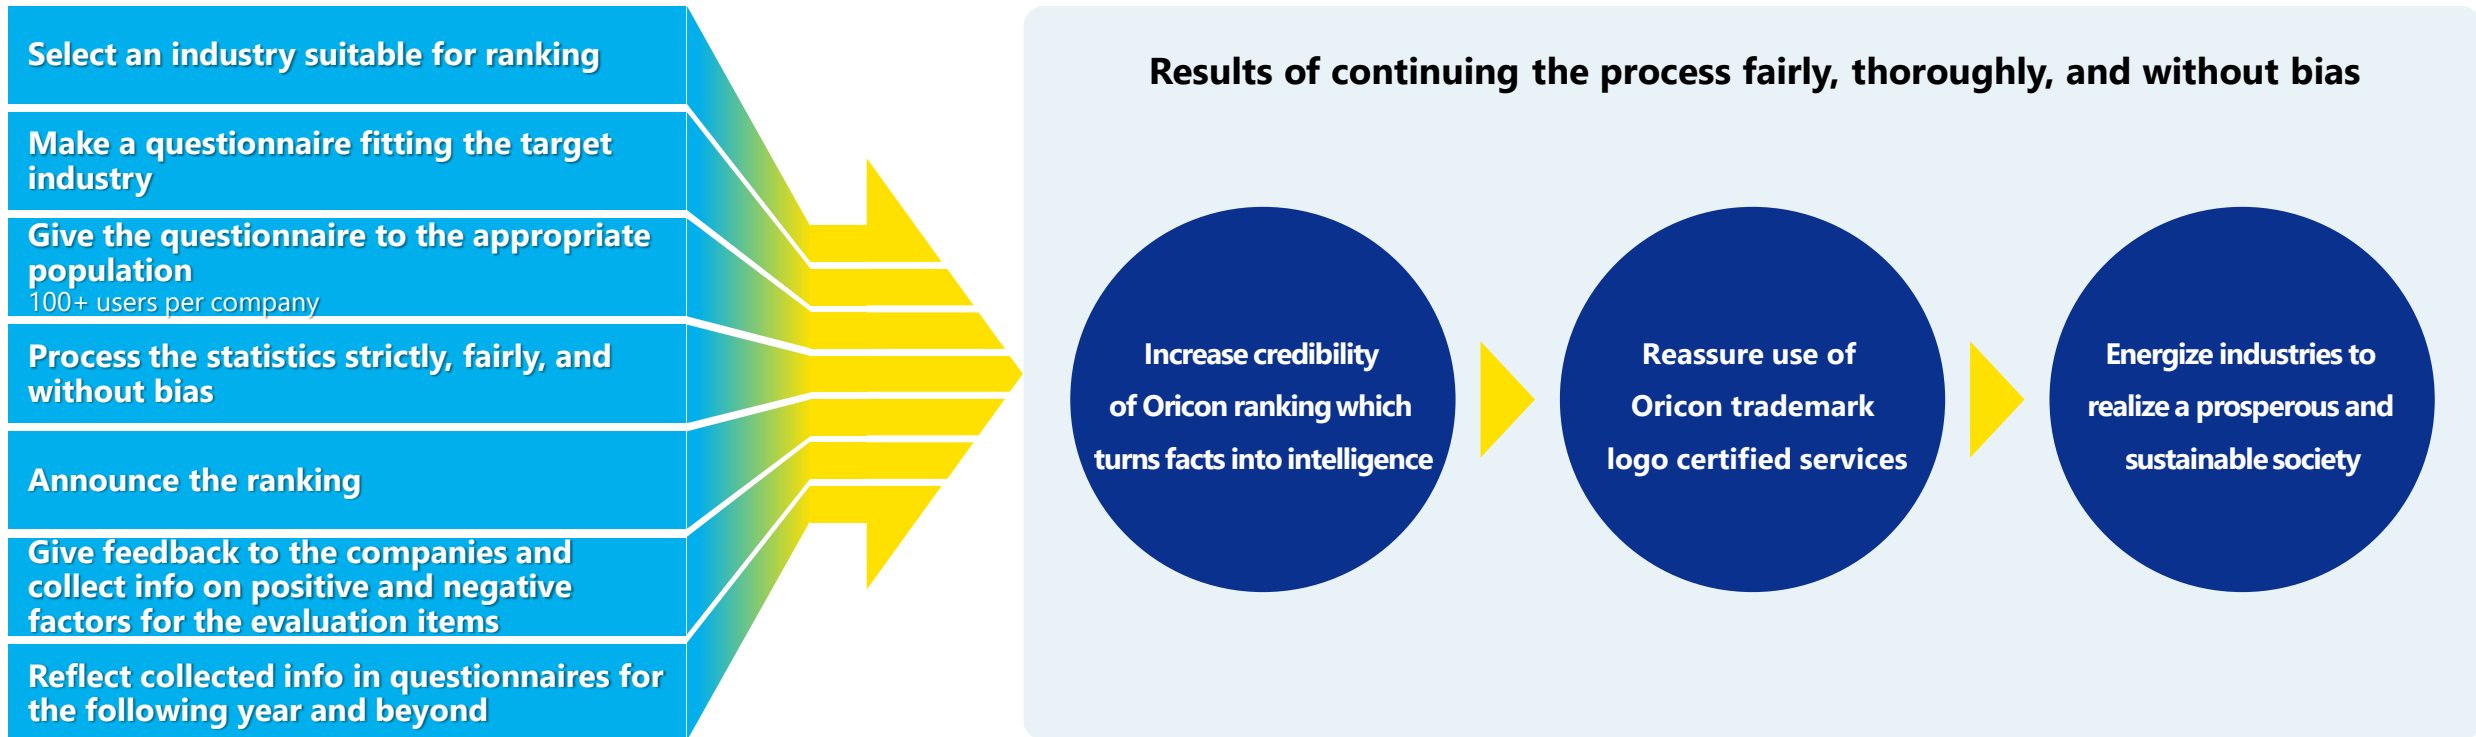 Select an industry suitable for ranking
Make a questionnaire fitting the target
industry
Give the questionnaire to the appropriate
population
100+ users per company
Process the statistics strictly, fairly, and
without bias
Announce the ranking
Give feedback to the companies and
collect info on positive and negative
factors for the evaluation items
Reflect collected info in questionnaires for
the following year and beyond
Results of continuing the process fairly, thoroughly, and without bias
Increase credibility
of Oricon ranking which
turns facts into intelligence
Reassure use of
Oricon trademark
logo certified services
Energize industries to
realize a prosperous and
sustainable society